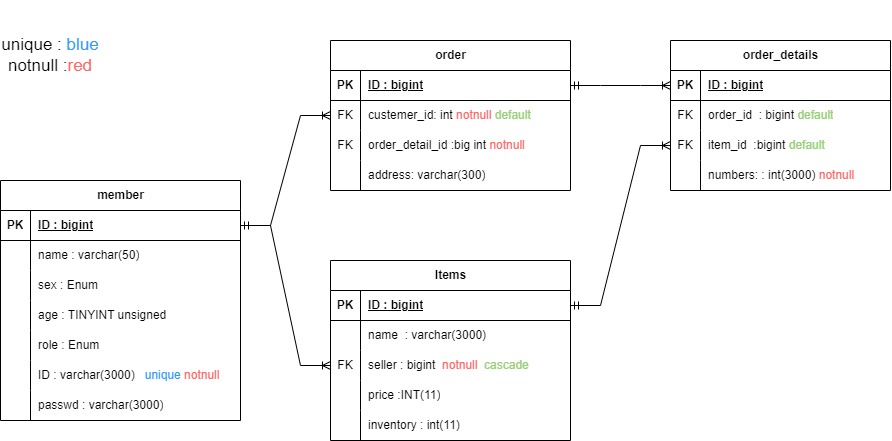 unique : blue
notnull :red
order
PK ID : bigint
FK custemer_id: int notnull default
FK order_detail_id :big int notnull
address: varchar(300)
order_details
PK ID : bigint
FK order_id : bigint default
FK item_id :bigint default
numbers: : int(3000) notnull
member
PK ID : bigint
name : varchar(50)
sex : Enum
age : TINYINT unsigned
role : Enum
ID : varchar(3000) unique notnull
passwd : varchar(3000)
Items
PK ID : bigint
name : varchar(3000)
FK seller : bigint notnull cascade
price :INT(11)
inventory : int(11)